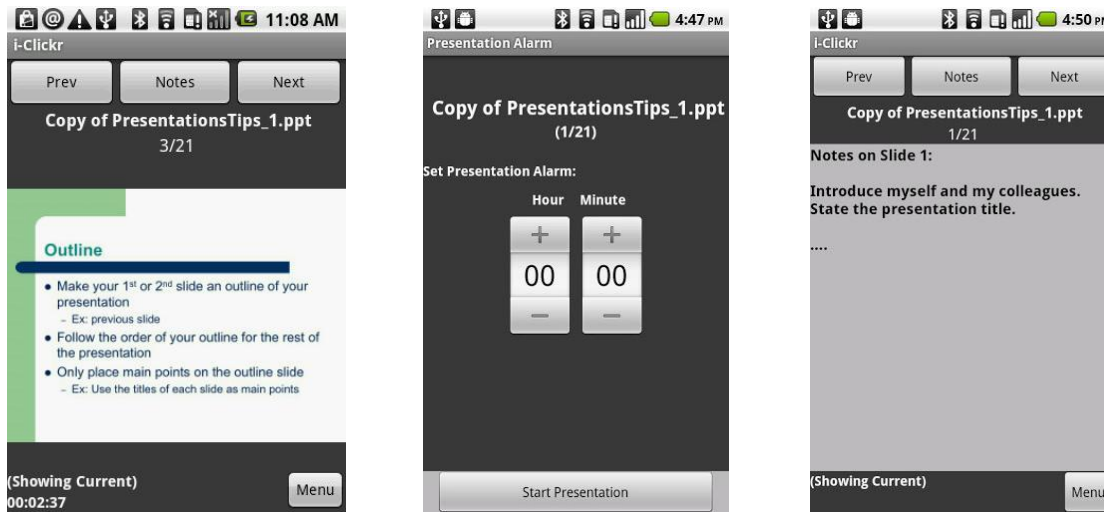 11:08 AM
i-Clickr
Prev Notes Next
Copy of PresentationsTips_1.ppt
3/21
Outline
• Make your 1st or 2nd slide an outline of your
presentation
– Ex: previous slide
• Follow the order of your outline for the rest of
the presentation
• Only place main points on the outline slide
– Ex: Use the titles of each slide as main points
(Showing Current)
00:02:37
Menu
4:47 PM
Presentation Alarm
Copy of PresentationsTips_1.ppt
(1/21)
Set Presentation Alarm:
Hour Minute
+ +
00 00
− −
Start Presentation
4:50 PM
i-Clickr
Prev Notes Next
Copy of PresentationsTips_1.ppt
1/21
Notes on Slide 1:
Introduce myself and my colleagues.
State the presentation title.
....
(Showing Current)
Menu